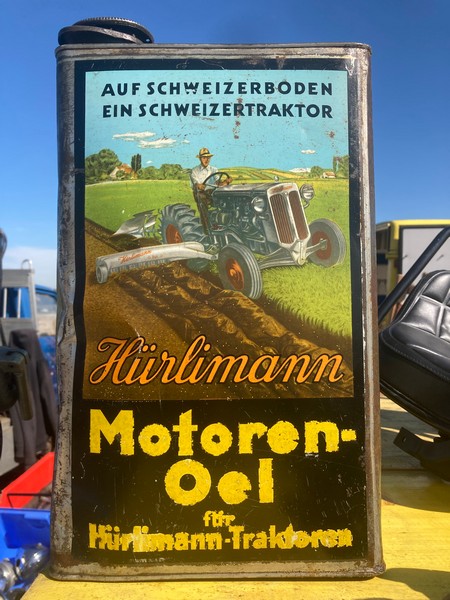 AUF SCHWEIZERBODEN
EIN SCHWEIZERTRAKTOR
Hürlimann
Motoren-
Oel
für
Hürlimann-Traktoren